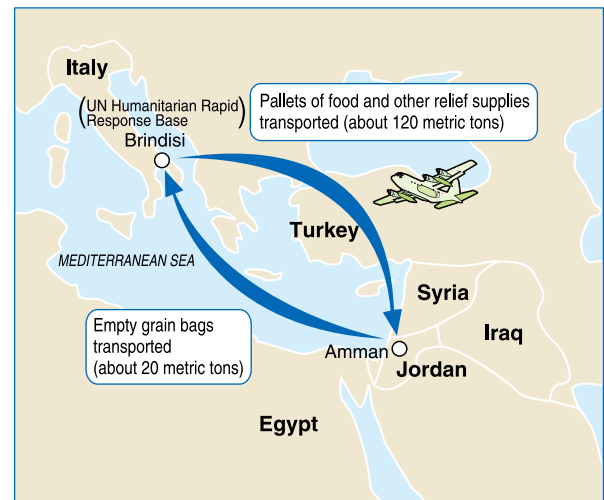 Italy
(UN Humanitarian Rapid
Response Base)
Brindisi
Pallets of food and other relief supplies
transported (about 120 metric tons)
Turkey
MEDITERRANEAN SEA
Syria
Iraq
Empty grain bags
transported
(about 20 metric tons)
Amman
Jordan
Egypt